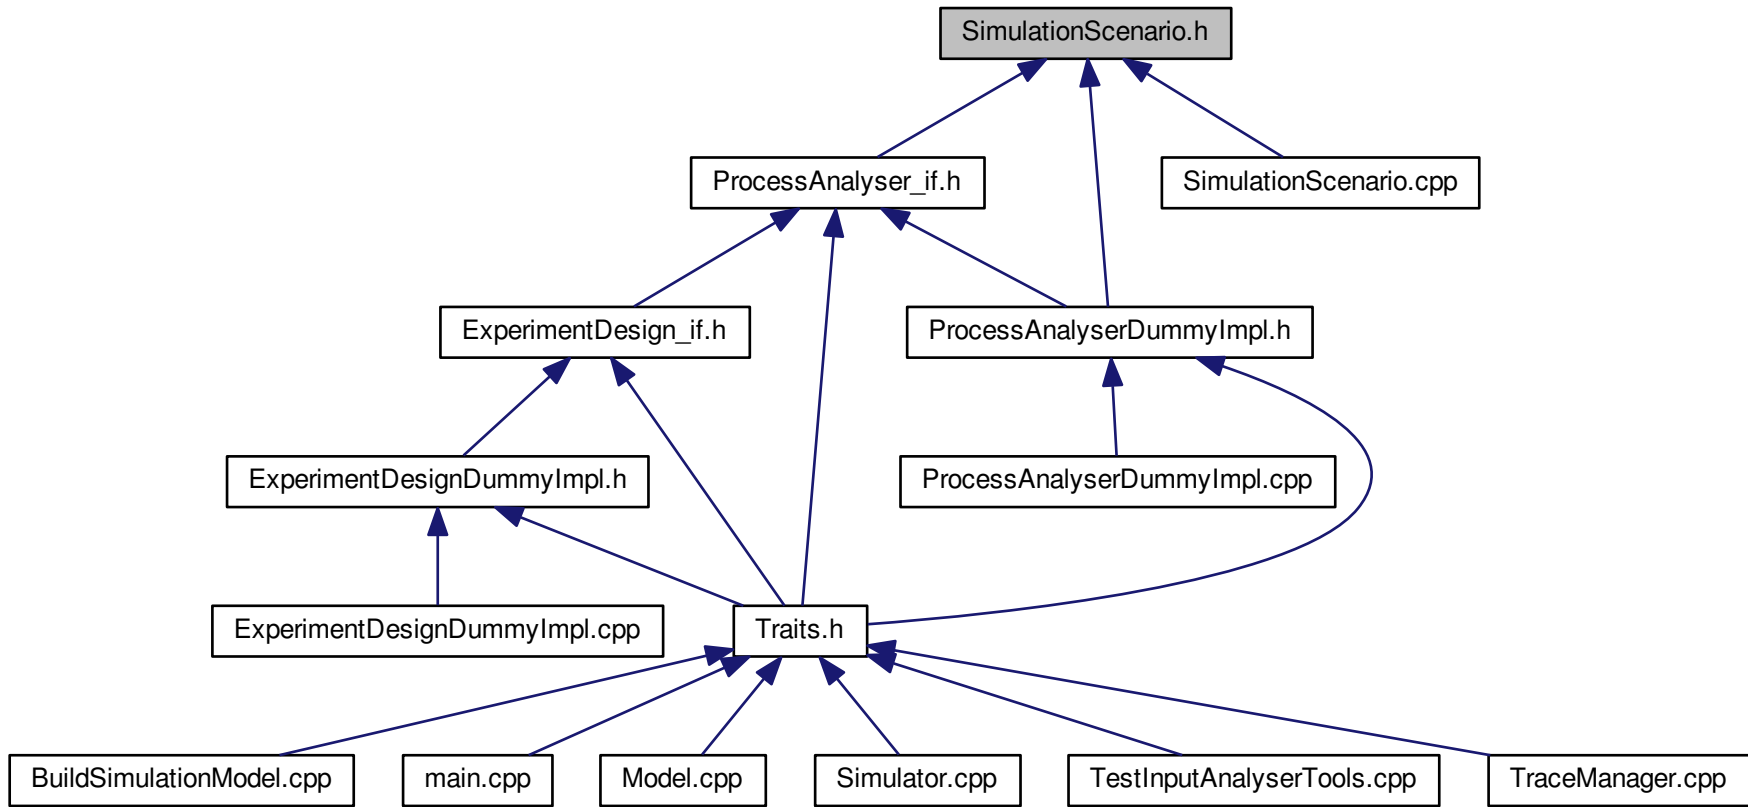 SimulationScenario.h
ProcessAnalyser_if.h
SimulationScenario.cpp
ExperimentDesign_if.h
ProcessAnalyserDummyImpl.h
ExperimentDesignDummyImpl.h
ProcessAnalyserDummyImpl.cpp
ExperimentDesignDummyImpl.cpp
Traits.h
BuildSimulationModel.cpp
main.cpp
Model.cpp
Simulator.cpp
TestInputAnalyserTools.cpp
TraceManager.cpp